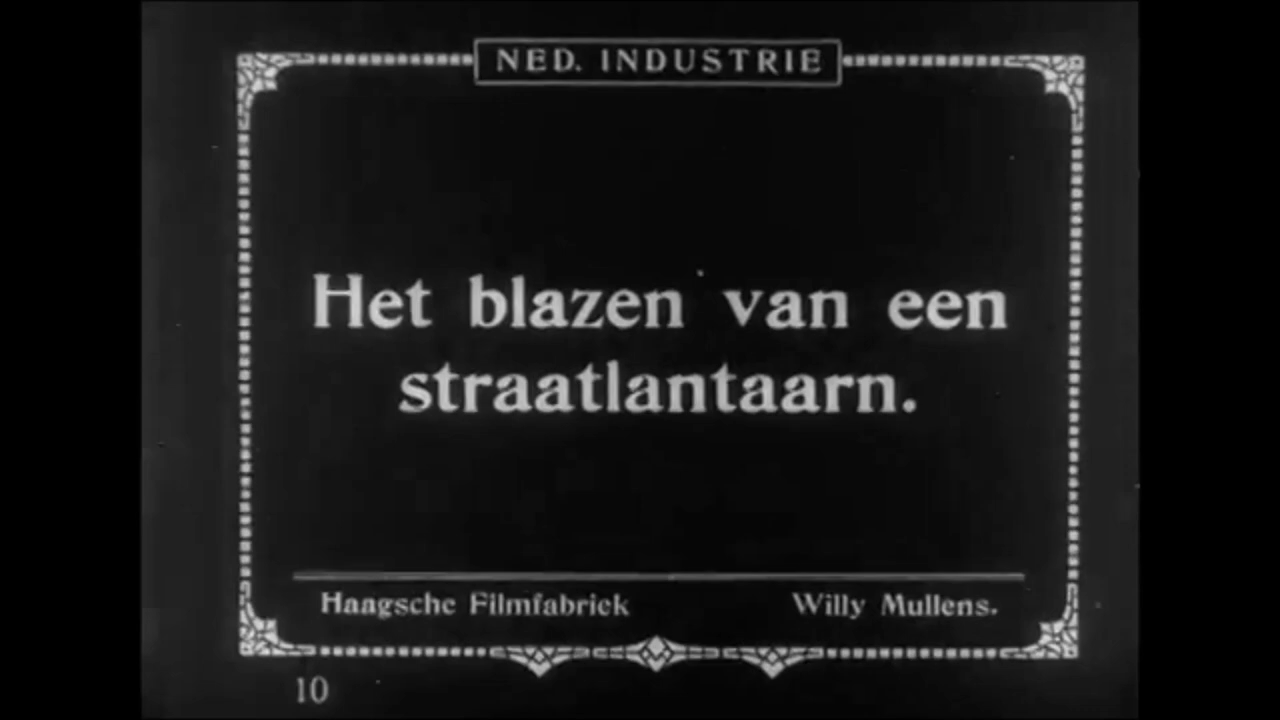 NED. INDUSTRIE
Het blazen van een
straatlantaarn.
Haagsche Filmfabriek Willy Mullens.
10